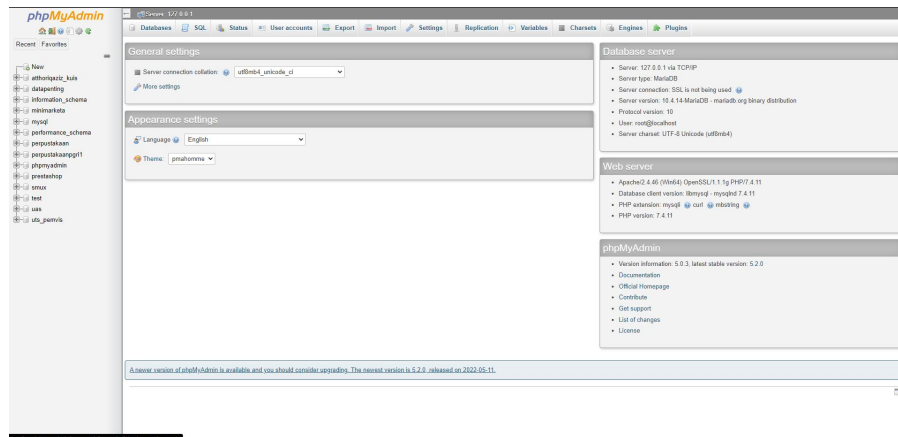 phpMyAdmin
Recent Favorites
New
atthoriqaziz_kuis
datapenting
information_schema
minimarketa
mysql
performance_schema
perpustakaan
perpustakaanpgri1
phpmyadmin
prestashop
smux
test
uas
uts_pemvis
Server: 127.0.0.1
Databases SQL Status User accounts Export Import Settings Replication Variables Charsets Engines Plugins
General settings
Server connection collation: utf8mb4_unicode_ci
More settings
Appearance settings
Language English
Theme: pmahomme
Database server
Server: 127.0.0.1 via TCP/IP
Server type: MariaDB
Server connection: SSL is not being used
Server version: 10.4.14-MariaDB - mariadb.org binary distribution
Protocol version: 10
User: root@localhost
Server charset: UTF-8 Unicode (utf8mb4)
Web server
Apache/2.4.46 (Win64) OpenSSL/1.1.1g PHP/7.4.11
Database client version: libmysql - mysqlnd 7.4.11
PHP extension: mysqli curl mbstring
PHP version: 7.4.11
phpMyAdmin
Version information: 5.0.3, latest stable version: 5.2.0
Documentation
Official Homepage
Contribute
Get support
List of changes
License
A newer version of phpMyAdmin is available and you should consider upgrading. The newest version is 5.2.0, released on 2022-05-11.